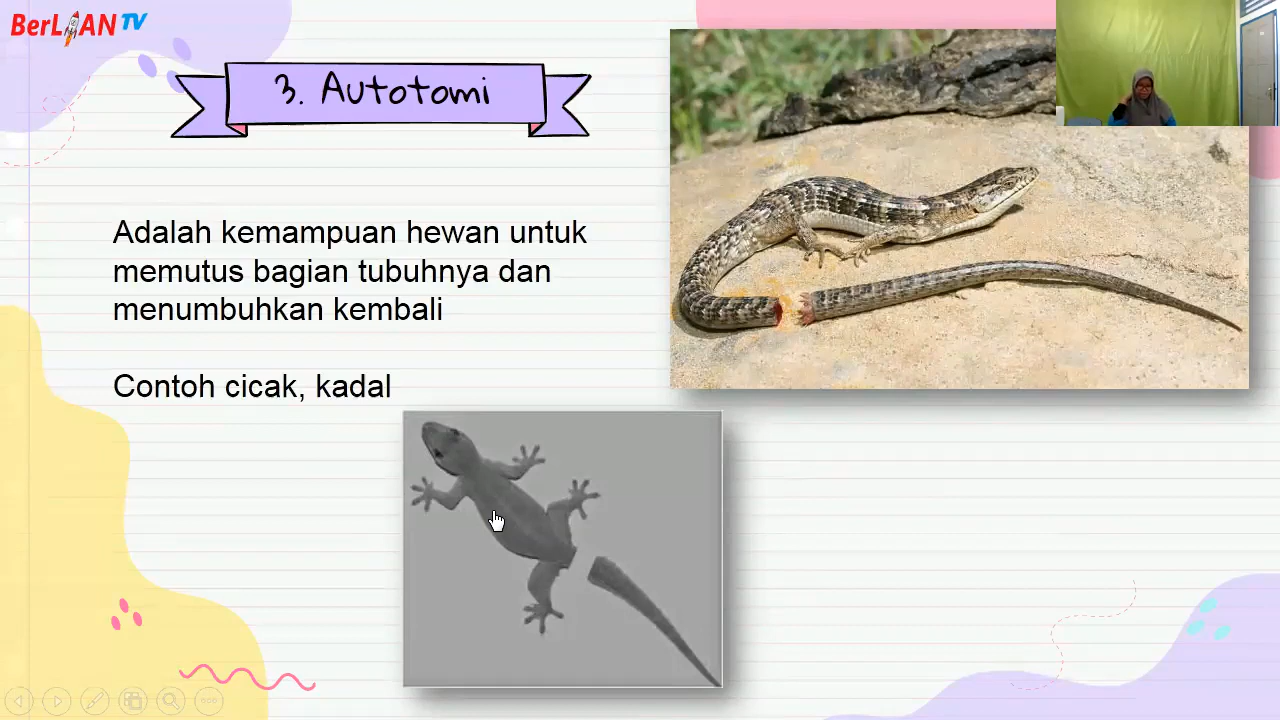 BerLIAN TV
3. Autotomi
Adalah kemampuan hewan untuk
memutus bagian tubuhnya dan
menumbuhkan kembali
Contoh cicak, kadal